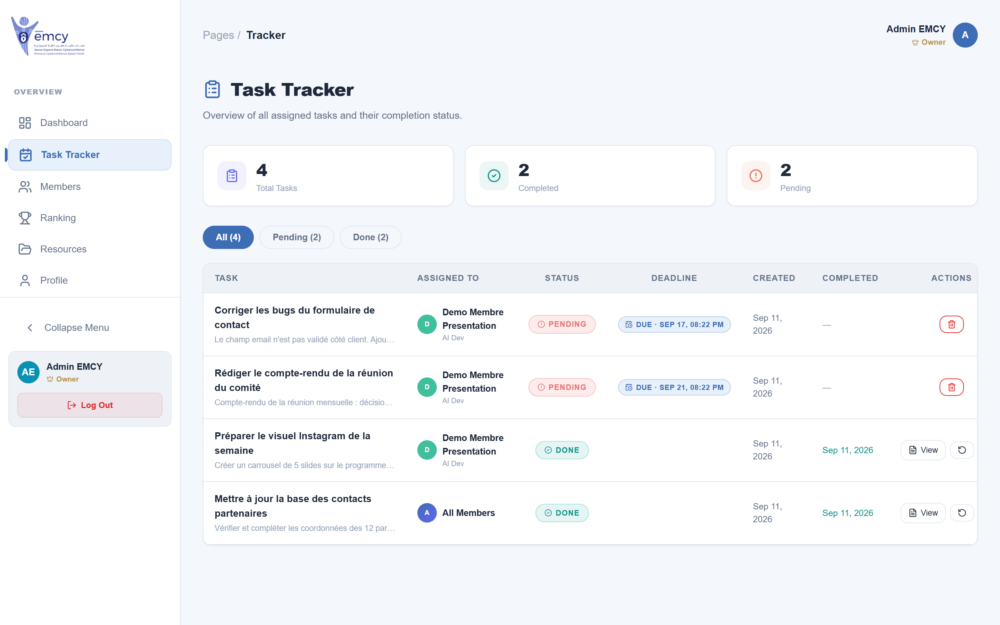 emcy
شبـــاب فضـــاء مغـــرب الثقـة السيبرانيـة
Jeune-Espace Maroc Cyberconfiance
Morocco Cyberconfiance Space Youth
OVERVIEW
Dashboard
Task Tracker
Members
Ranking
Resources
Profile
Collapse Menu
AE
Admin EMCY
Owner
Log Out
Pages / Tracker
Admin EMCY
Owner
A
Task Tracker
Overview of all assigned tasks and their completion status.
4
Total Tasks
2
Completed
2
Pending
All (4)
Pending (2)
Done (2)
TASK ASSIGNED TO STATUS DEADLINE CREATED COMPLETED ACTIONS
Corriger les bugs du formulaire de
contact
Le champ email n'est pas validé côté client. Ajou…
D
Demo Membre
Presentation
AI Dev
PENDING
DUE · SEP 17, 08:22 PM
Sep 11,
2026
—
Rédiger le compte-rendu de la réunion
du comité
Compte-rendu de la réunion mensuelle : décisio…
D
Demo Membre
Presentation
AI Dev
PENDING
DUE · SEP 21, 08:22 PM
Sep 11,
2026
—
Préparer le visuel Instagram de la
semaine
Créer un carrousel de 5 slides sur le programme…
D
Demo Membre
Presentation
AI Dev
DONE
Sep 11,
2026
Sep 11, 2026
View
Mettre à jour la base des contacts
partenaires
Vérifier et compléter les coordonnées des 12 par…
A
All Members
DONE
Sep 11,
2026
Sep 11, 2026
View